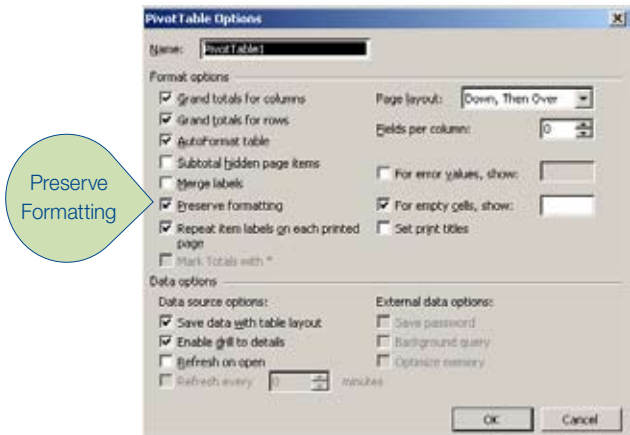 PivotTable Options
Name: PivotTable1
Format options
Grand totals for columns
Page layout: Down, Then Over
Grand totals for rows
Fields per column: 0
AutoFormat table
Subtotal hidden page items
For error values, show:
Merge labels
Preserve
Formatting
Preserve formatting
For empty cells, show:
Repeat item labels on each printed
page
Set print titles
Mark Totals with *
Data options
Data source options:
External data options:
Save data with table layout
Save password
Enable drill to details
Background query
Refresh on open
Optimize memory
Refresh every 0 minutes
OK
Cancel